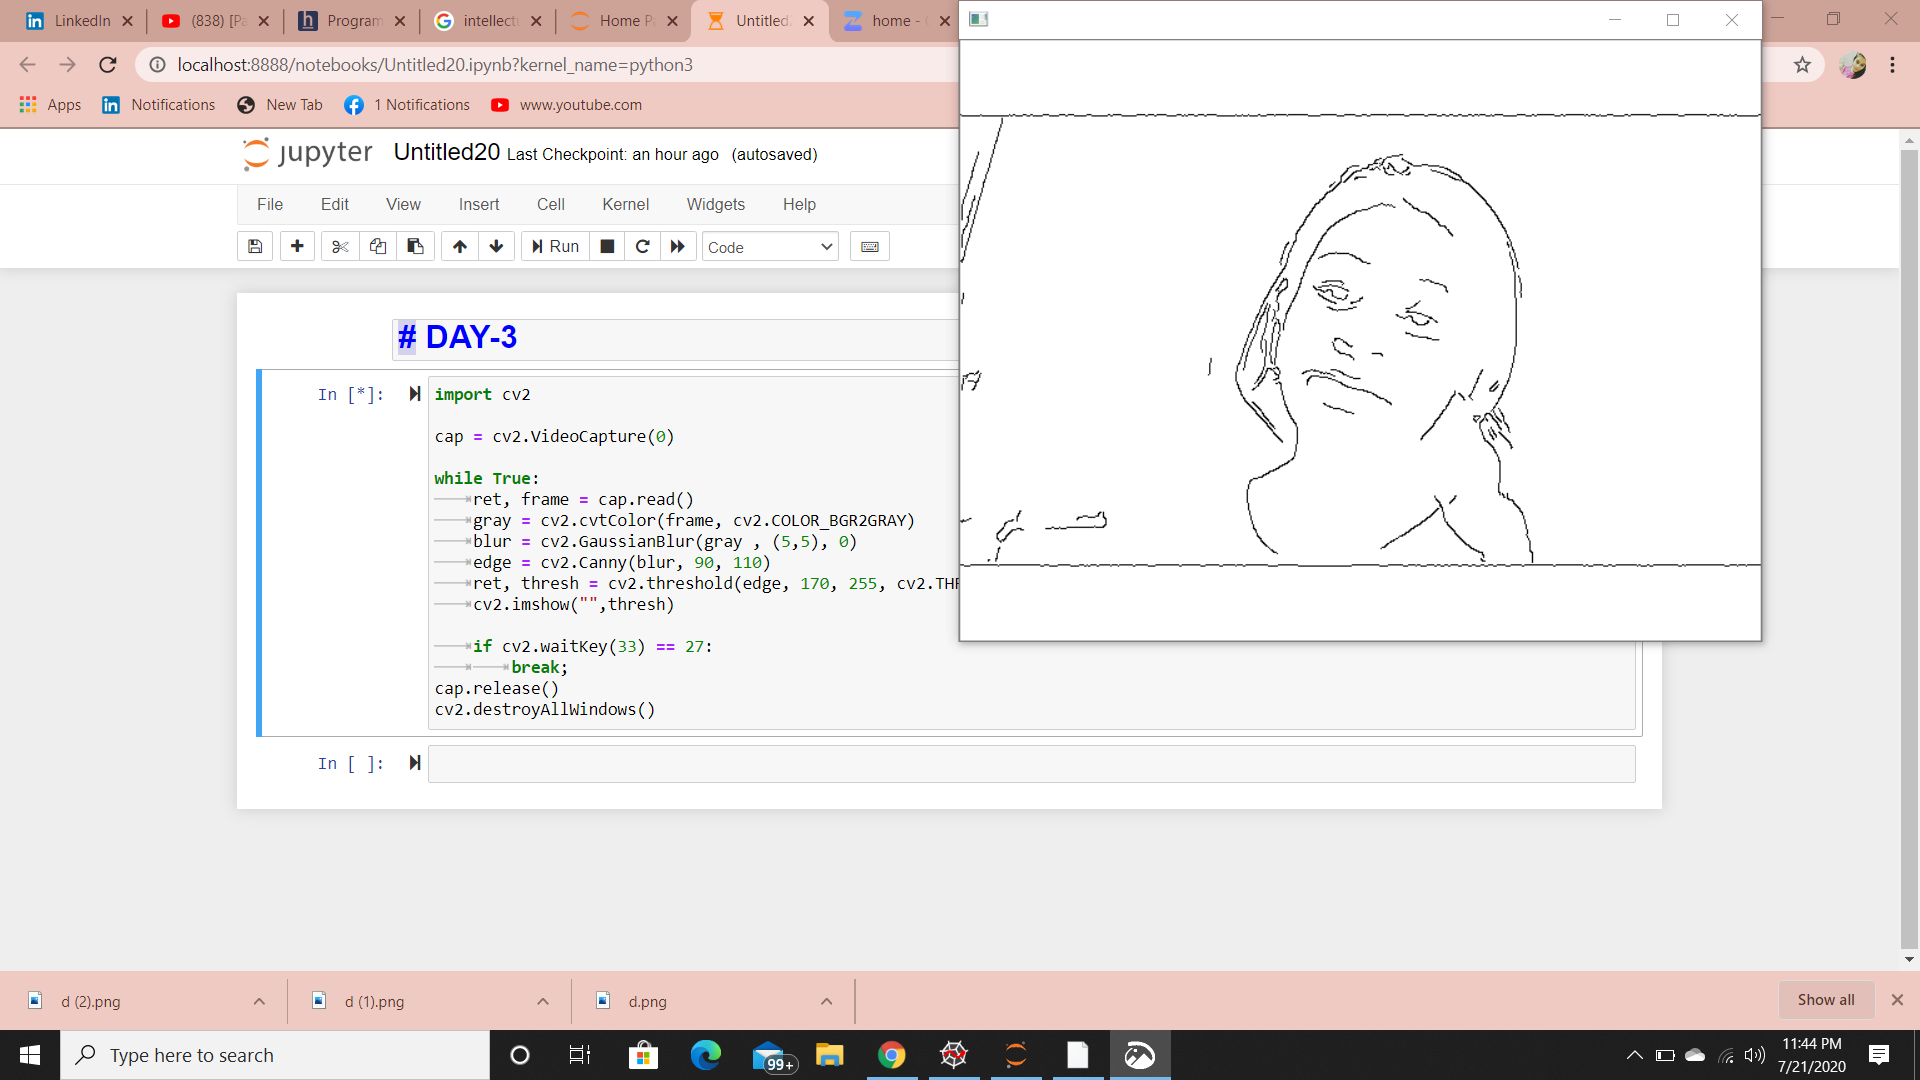 LinkedIn
(838) [Pa
Program
intellectu
Home P
Untitled
home -
localhost:8888/notebooks/Untitled20.ipynb?kernel_name=python3
Apps
Notifications
New Tab
1 Notifications
www.youtube.com
jupyter Untitled20 Last Checkpoint: an hour ago (autosaved)
File Edit View Insert Cell Kernel Widgets Help
Run
Code
# DAY-3
In [*]:
import cv2
cap = cv2.VideoCapture(0)
while True:
ret, frame = cap.read()
gray = cv2.cvtColor(frame, cv2.COLOR_BGR2GRAY)
blur = cv2.GaussianBlur(gray , (5,5), 0)
edge = cv2.Canny(blur, 90, 110)
ret, thresh = cv2.threshold(edge, 170, 255, cv2.THR
cv2.imshow("",thresh)
if cv2.waitKey(33) == 27:
break;
cap.release()
cv2.destroyAllWindows()
In [ ]:
d (2).png
d (1).png
d.png
Show all
Type here to search
99+
11:44 PM
7/21/2020